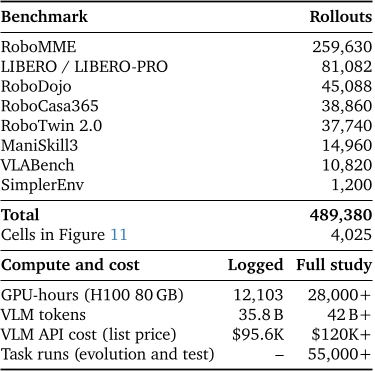 Benchmark Rollouts
RoboMME 259,630
LIBERO / LIBERO-PRO 81,082
RoboDojo 45,088
RoboCasa365 38,860
RoboTwin 2.0 37,740
ManiSkill3 14,960
VLABench 10,820
SimplerEnv 1,200
Total 489,380
Cells in Figure 11 4,025
Compute and cost Logged Full study
GPU-hours (H100 80 GB) 12,103 28,000+
VLM tokens 35.8 B 42 B+
VLM API cost (list price) $95.6K $120K+
Task runs (evolution and test) – 55,000+